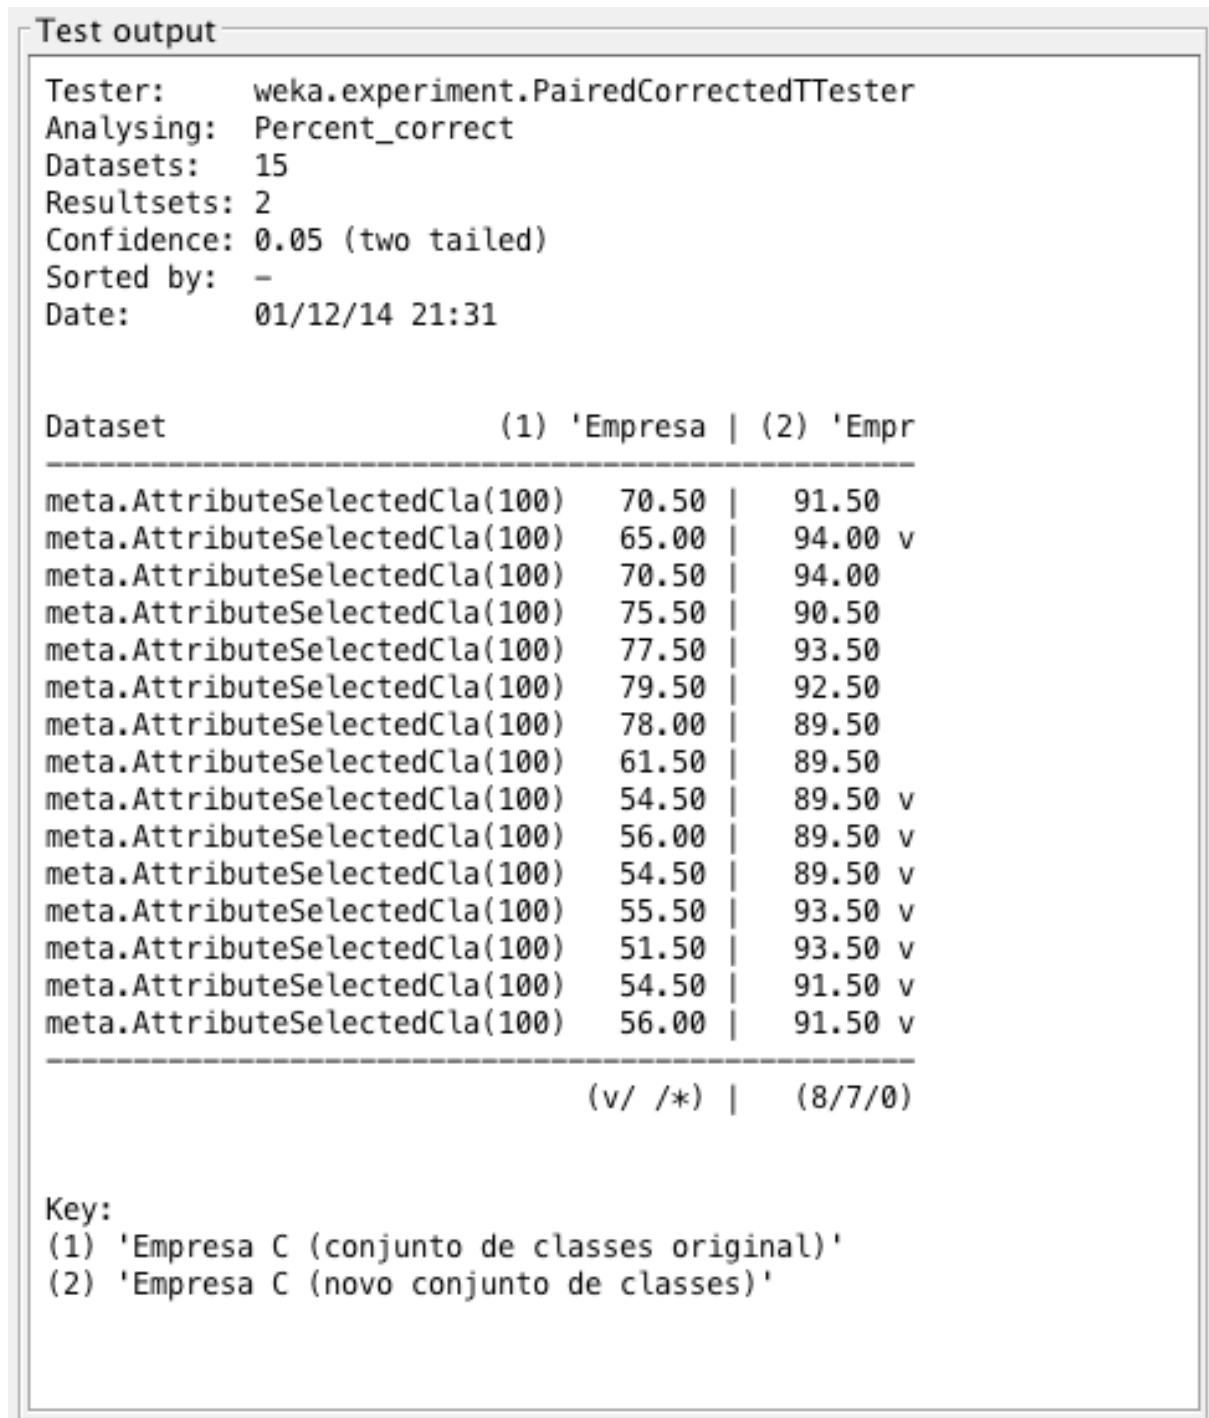 Test output
Tester:     weka.experiment.PairedCorrectedTTester
Analysing:  Percent_correct
Datasets:   15
Resultsets: 2
Confidence: 0.05 (two tailed)
Sorted by:  -
Date:       01/12/14 21:31
Dataset                   (1) 'Empresa | (2) 'Empr
--------------------------------------------------
meta.AttributeSelectedCla(100)   70.50 |   91.50
meta.AttributeSelectedCla(100)   65.00 |   94.00 v
meta.AttributeSelectedCla(100)   70.50 |   94.00
meta.AttributeSelectedCla(100)   75.50 |   90.50
meta.AttributeSelectedCla(100)   77.50 |   93.50
meta.AttributeSelectedCla(100)   79.50 |   92.50
meta.AttributeSelectedCla(100)   78.00 |   89.50
meta.AttributeSelectedCla(100)   61.50 |   89.50
meta.AttributeSelectedCla(100)   54.50 |   89.50 v
meta.AttributeSelectedCla(100)   56.00 |   89.50 v
meta.AttributeSelectedCla(100)   54.50 |   89.50 v
meta.AttributeSelectedCla(100)   55.50 |   93.50 v
meta.AttributeSelectedCla(100)   51.50 |   93.50 v
meta.AttributeSelectedCla(100)   54.50 |   91.50 v
meta.AttributeSelectedCla(100)   56.00 |   91.50 v
--------------------------------------------------
(v/ /*) |   (8/7/0)
Key:
(1) 'Empresa C (conjunto de classes original)'
(2) 'Empresa C (novo conjunto de classes)'